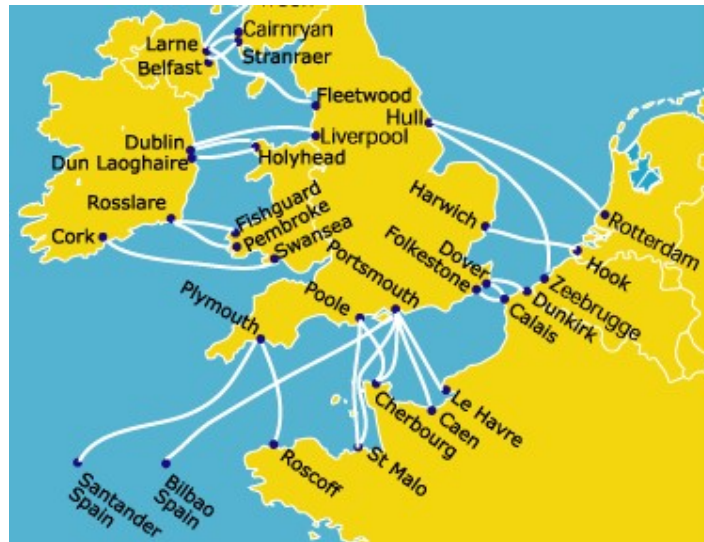 Cairnryan
Larne
Stranraer
Belfast
Fleetwood
Hull
Dublin
Liverpool
Dun Laoghaire
Holyhead
Rosslare
Fishguard
Harwich
Rotterdam
Pembroke
Cork
Swansea
Hook
Dover
Folkestone
Portsmouth
Zeebrugge
Dunkirk
Calais
Poole
Plymouth
Le Havre
Cherbourg
Caen
St Malo
Roscoff
Santander
Spain
Bilbao
Spain